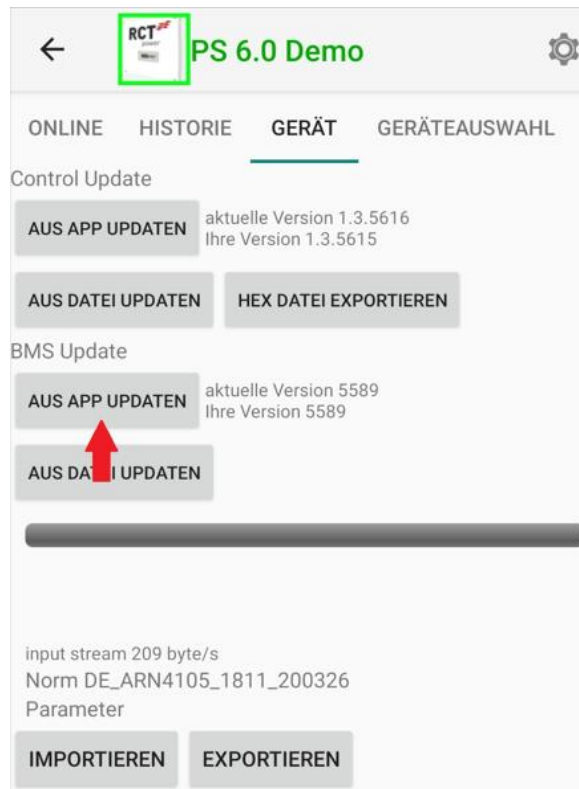 RCT
power
PS 6.0 Demo
ONLINE HISTORIE GERÄT GERÄTEAUSWAHL
Control Update
AUS APP UPDATEN
aktuelle Version 1.3.5616
Ihre Version 1.3.5615
AUS DATEI UPDATEN HEX DATEI EXPORTIEREN
BMS Update
AUS APP UPDATEN
aktuelle Version 5589
Ihre Version 5589
AUS DATEI UPDATEN
input stream 209 byte/s
Norm DE_ARN4105_1811_200326
Parameter
IMPORTIEREN EXPORTIEREN